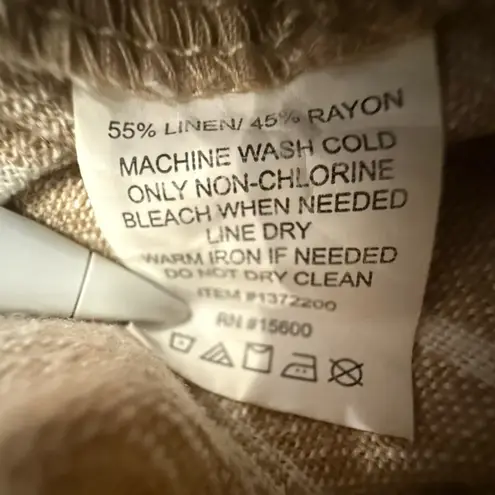 55% LINEN/ 45% RAYON
MACHINE WASH COLD
ONLY NON-CHLORINE
BLEACH WHEN NEEDED
LINE DRY
WARM IRON IF NEEDED
DO NOT DRY CLEAN
ITEM #1372200
RN #15600